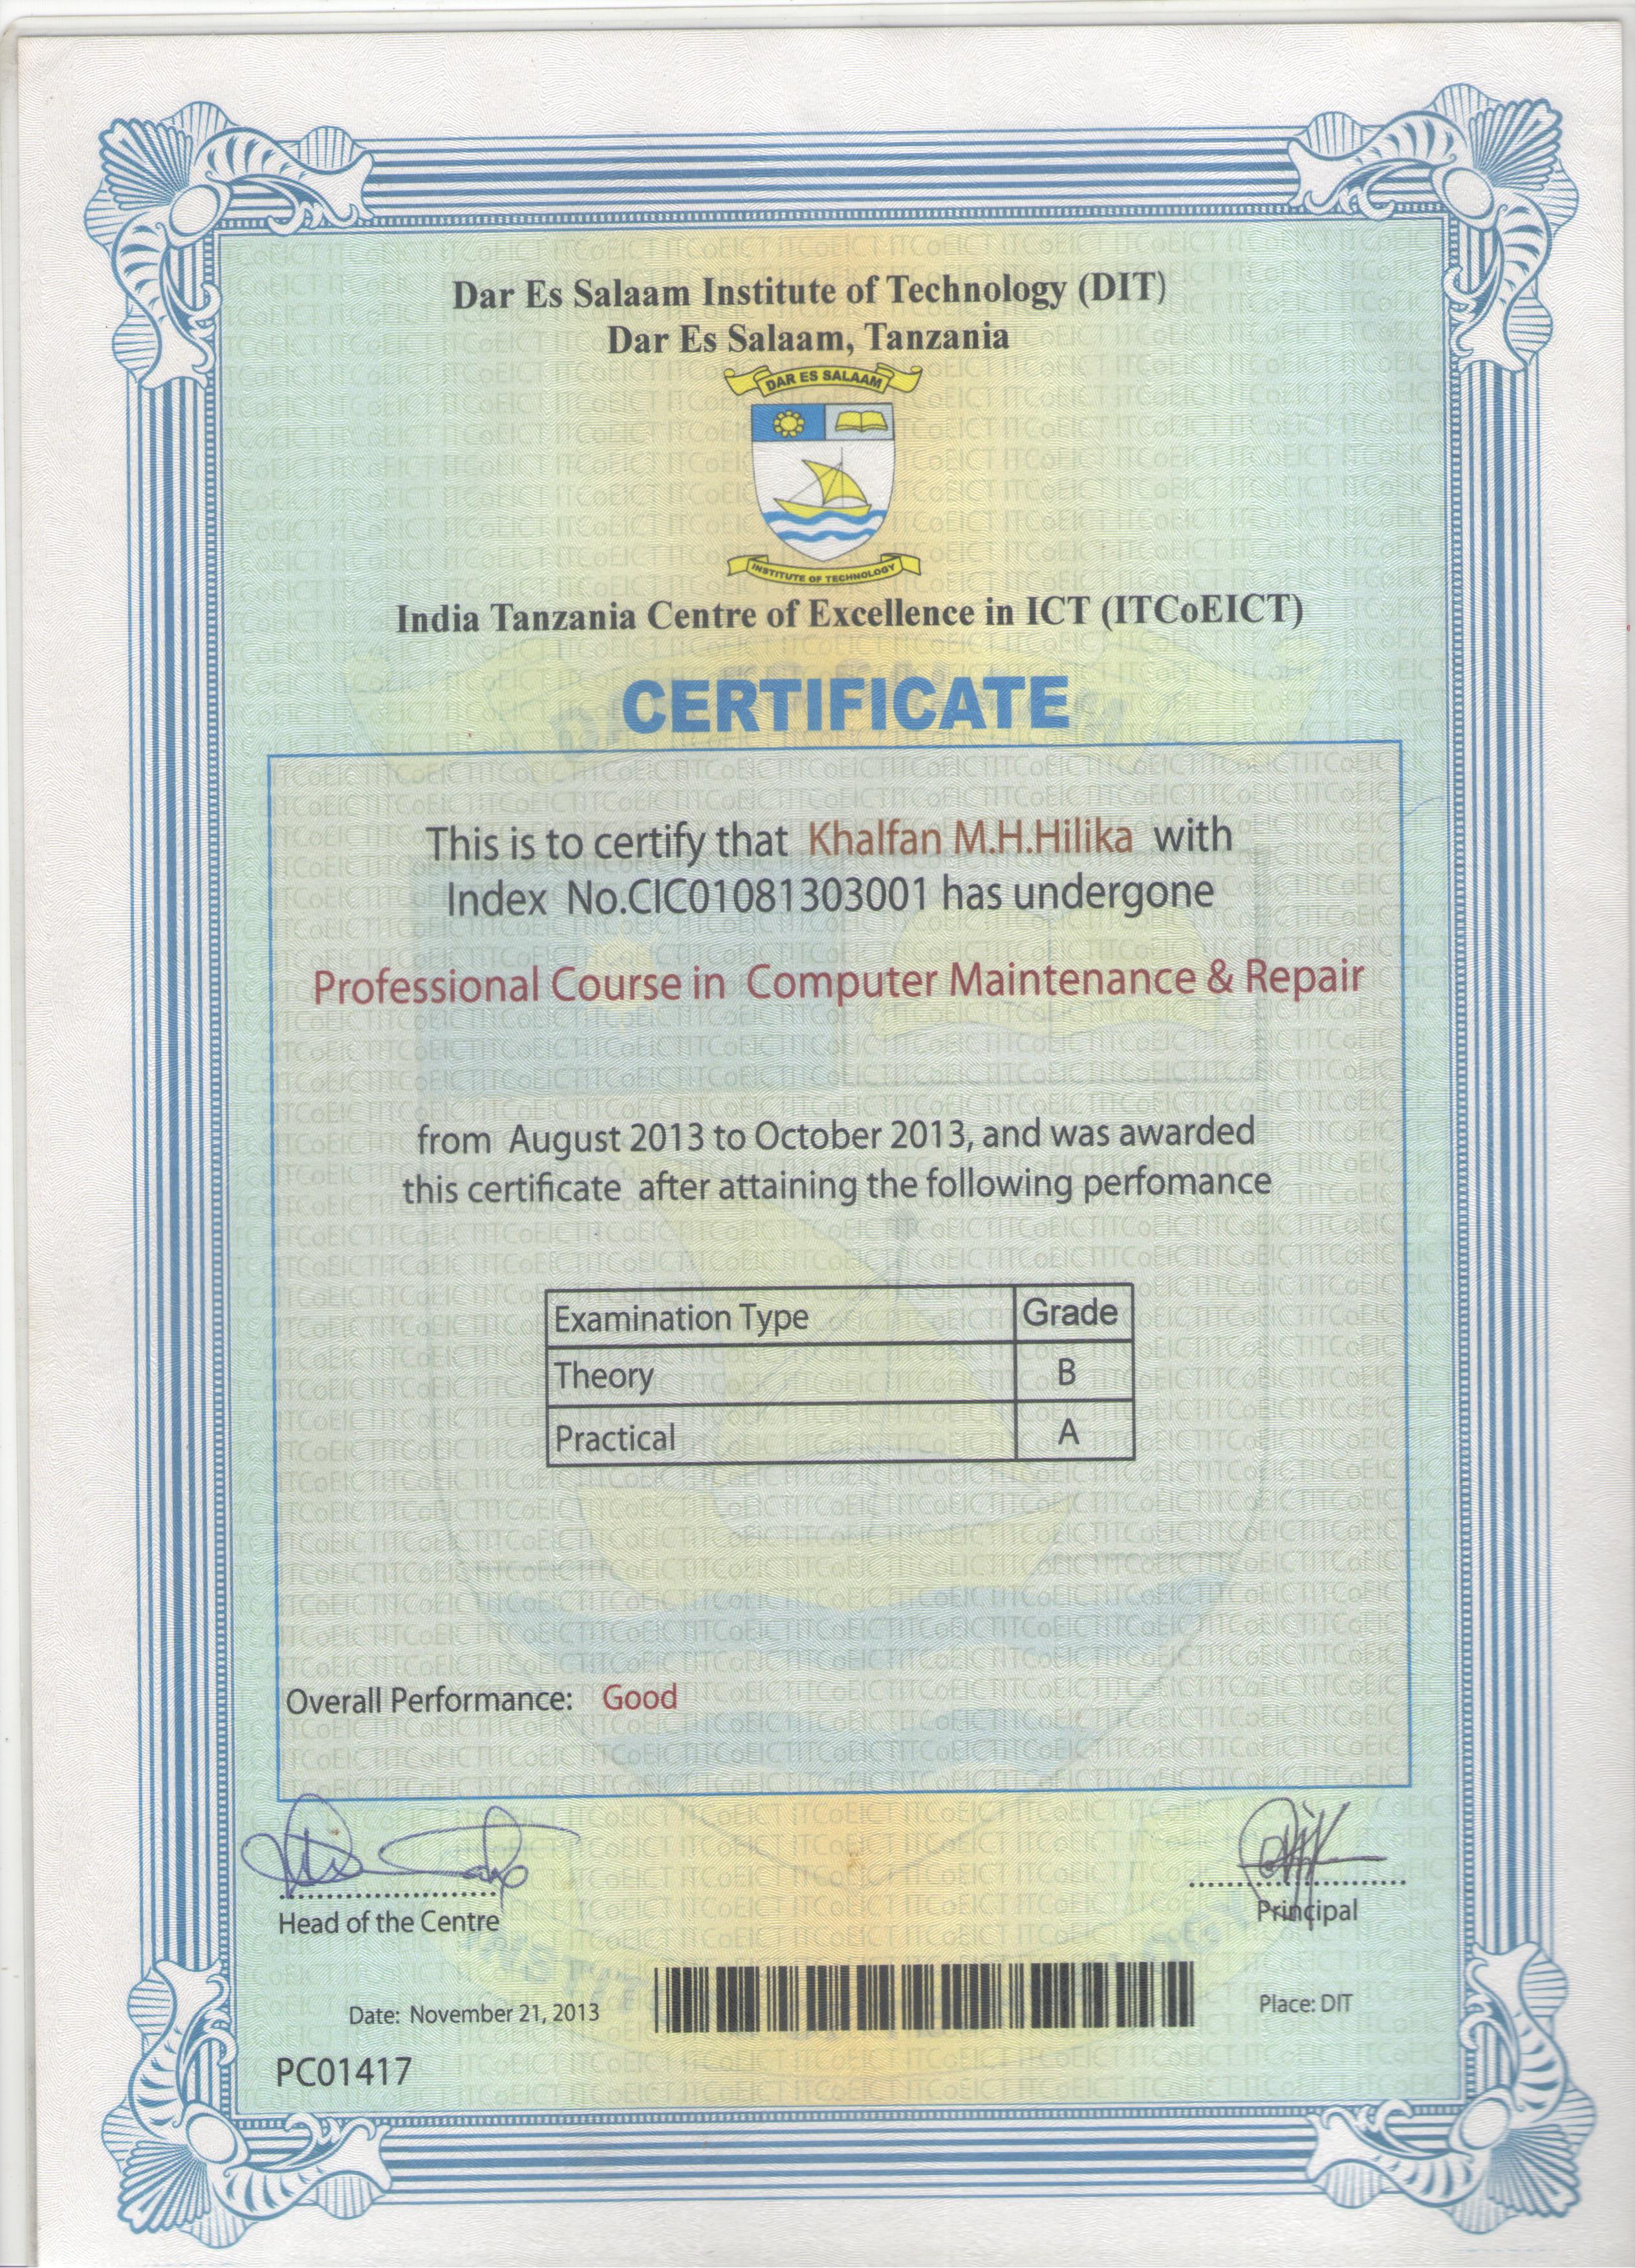 Dar Es Salaam Institute of Technology (DIT)
Dar Es Salaam, Tanzania
DAR ES SALAAM
INSTITUTE OF TECHNOLOGY
India Tanzania Centre of Excellence in ICT (ITCoEICT)
CERTIFICATE
This is to certify that Khalfan M.H.Hilika with
Index No.CIC01081303001 has undergone
Professional Course in Computer Maintenance & Repair
from August 2013 to October 2013, and was awarded
this certificate after attaining the following perfomance
Examination Type Grade
Theory B
Practical A
Overall Performance: Good
Head of the Centre
Principal
Date: November 21, 2013
Place: DIT
PC01417